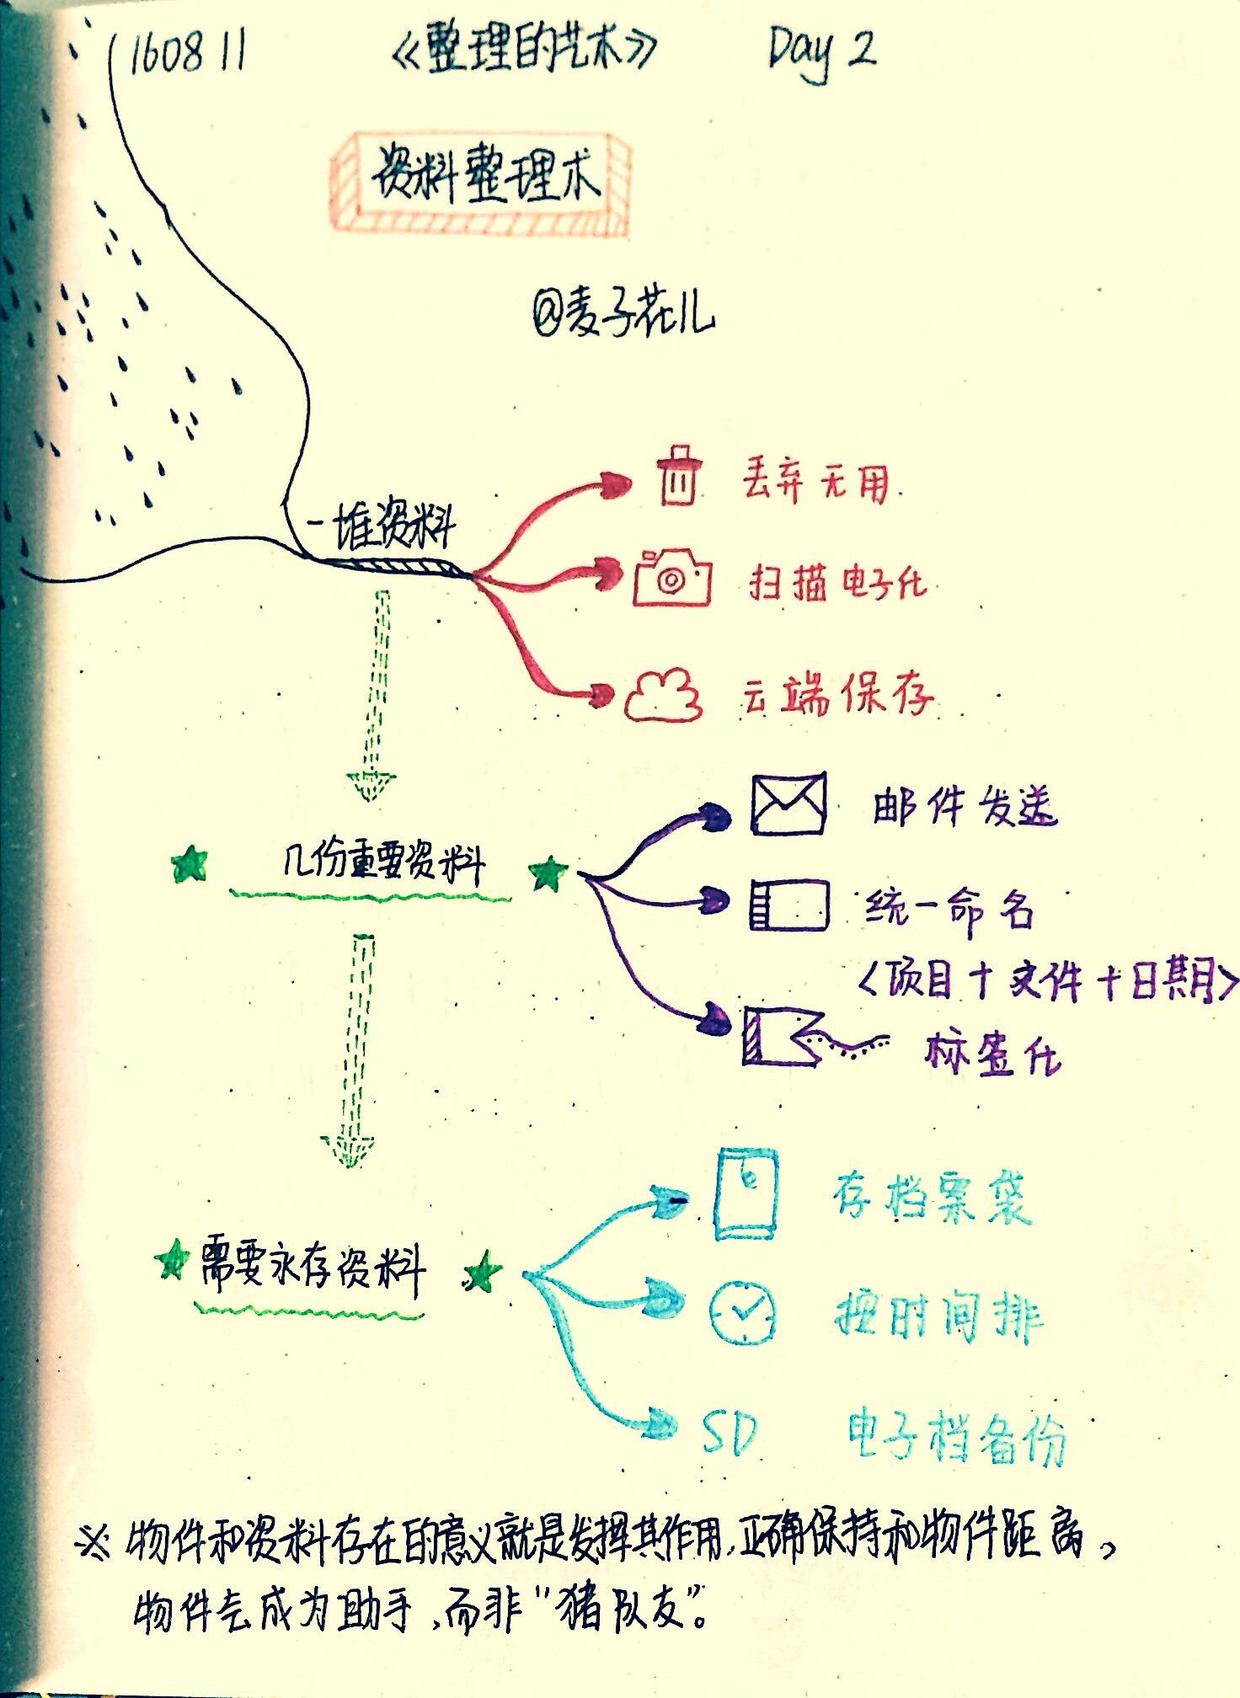 160811 《整理的艺术》 Day 2
资料整理术
@麦子花儿
一堆资料
丢弃无用
扫描电子化
云端保存
几份重要资料
邮件发送
统一命名
<项目+文件+日期>
标签化
需要永存资料
存档案袋
按时间排
SD 电子档备份
※ 物件和资料存在的意义就是发挥其作用,正确保持和物件距离,
物件会成为助手,而非“猪队友”。